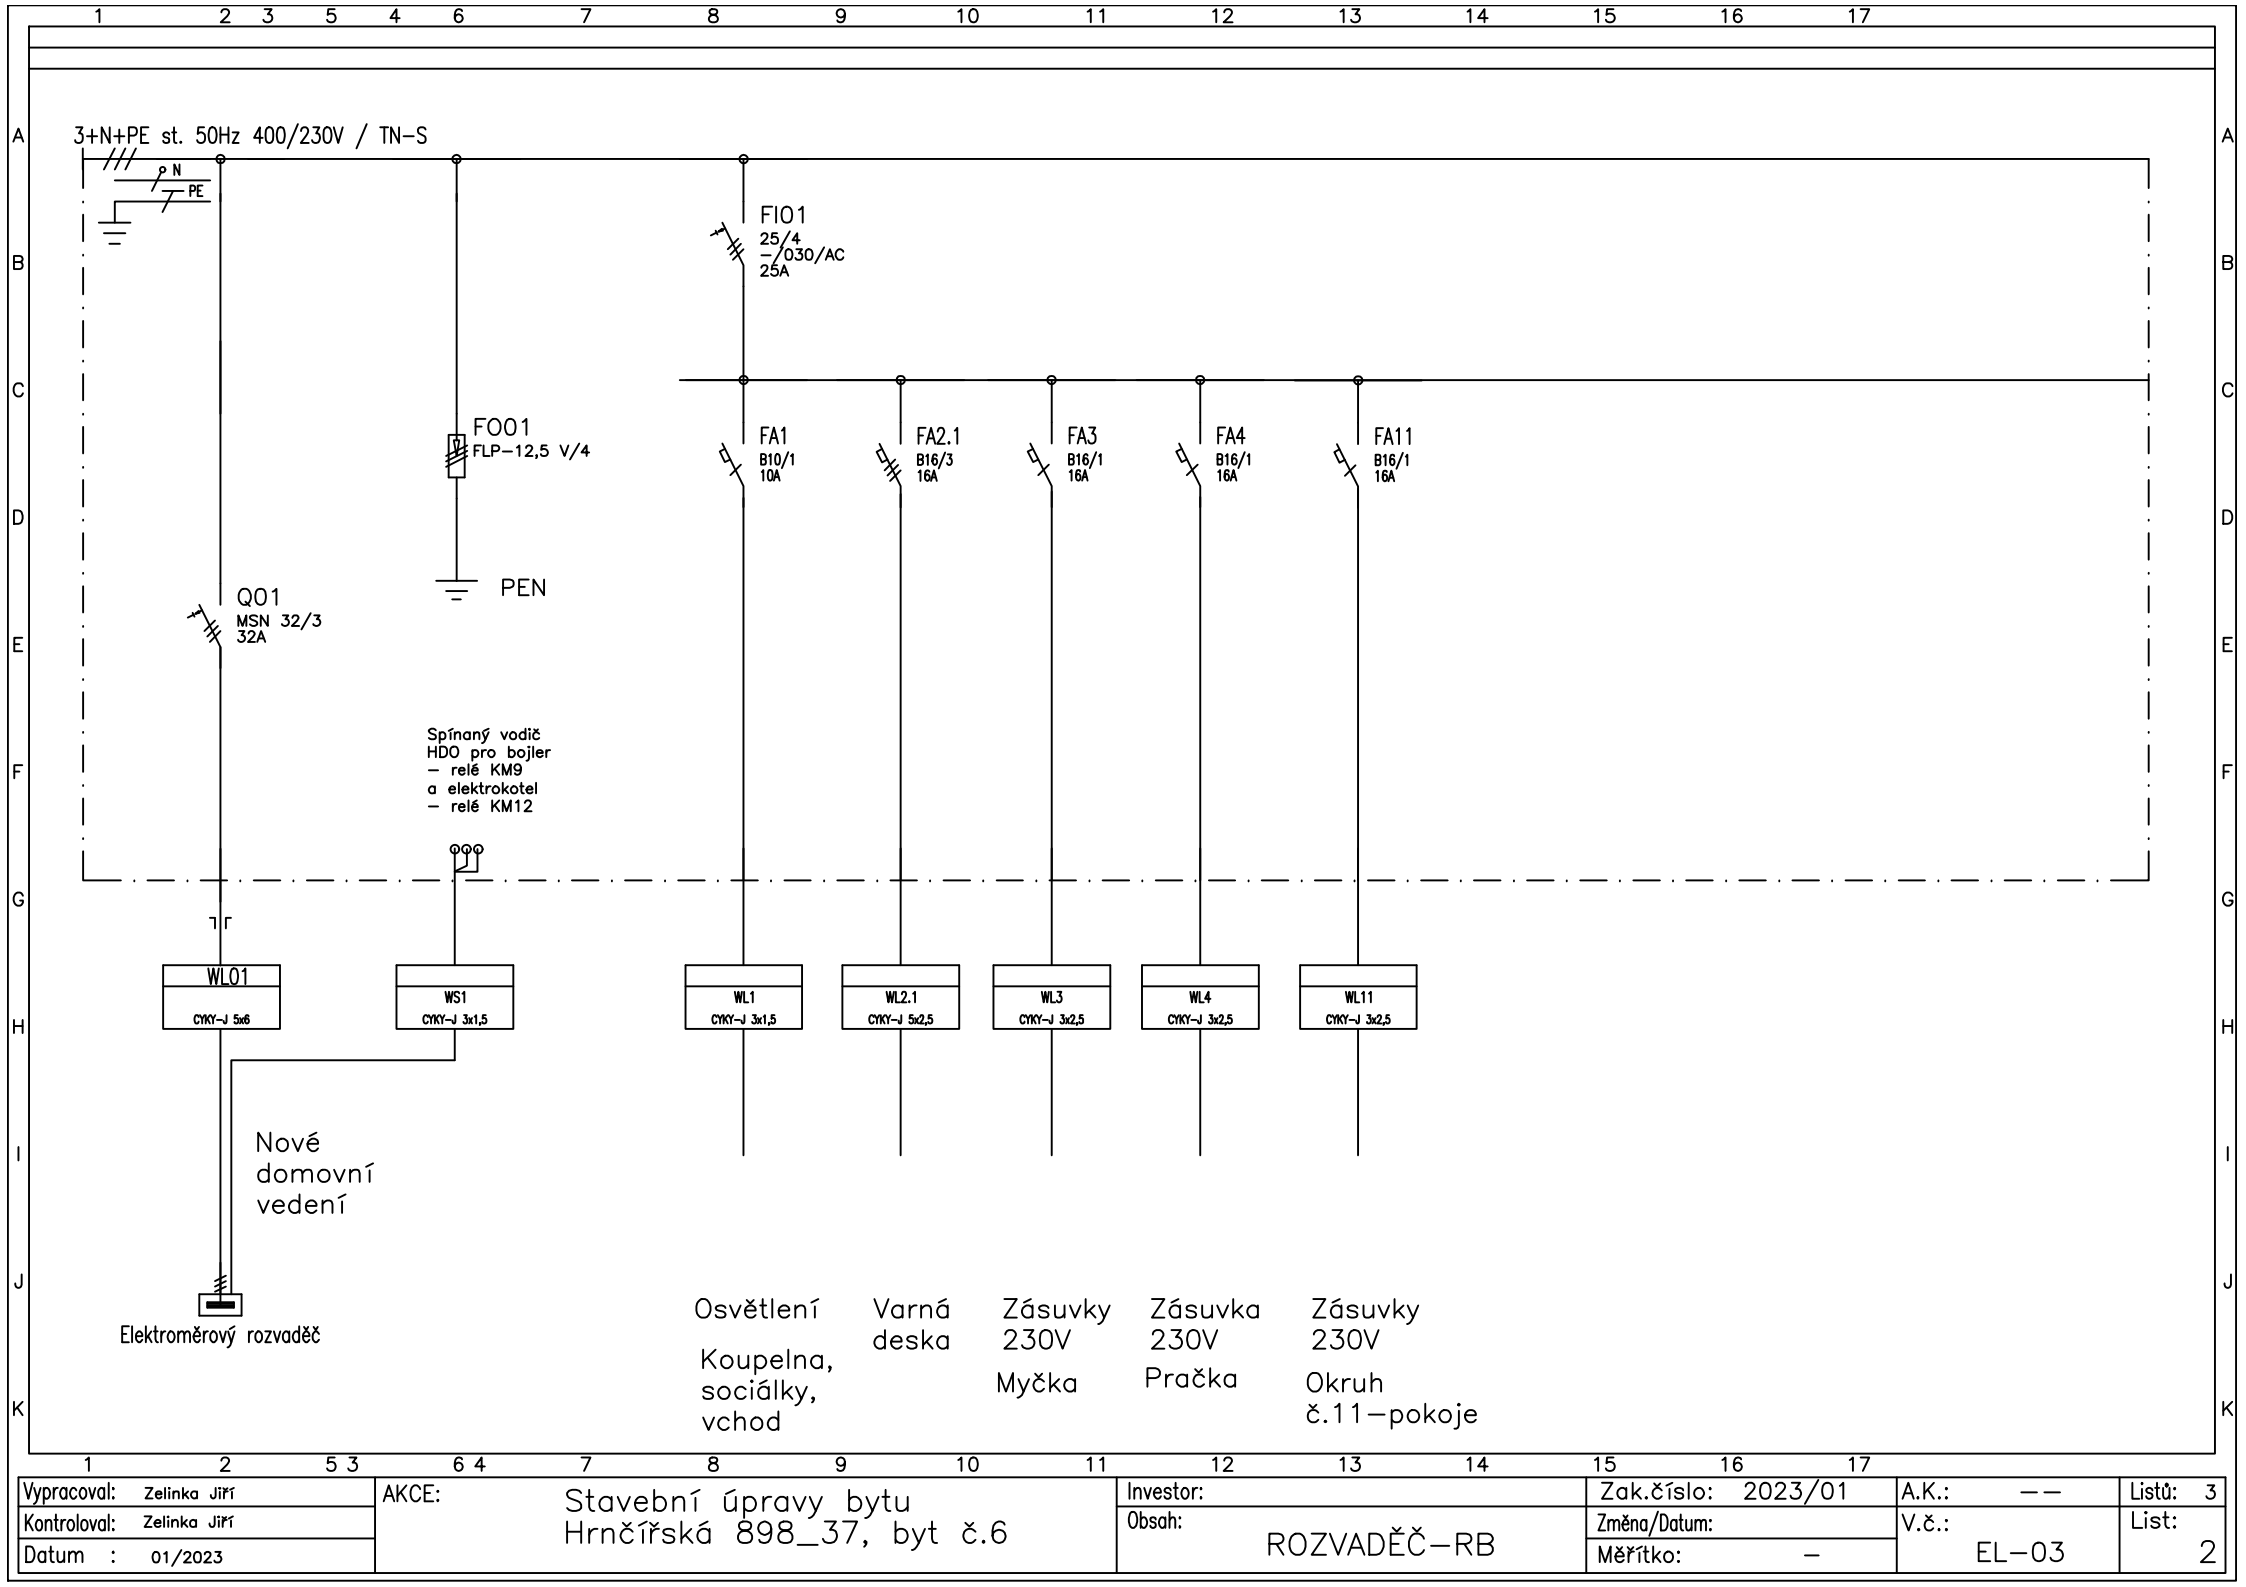 1 2 3 5 4 6 7 8 9 10 11 12 13 14 15 16 17
A 3+N+PE st. 50Hz 400/230V / TN-S A
N
PE
FI01
25/4
-/030/AC
25A
B B
C C
FO01
FLP-12,5 V/4
FA1
B10/1
10A
FA2.1
B16/3
16A
FA3
B16/1
16A
FA4
B16/1
16A
FA11
B16/1
16A
D D
PEN
Q01
MSN 32/3
32A
E E
Spínaný vodič
HDO pro bojler
- relé KM9
a elektrokotel
- relé KM12
F F
G G
WL01
CYKY-J 5x6
WS1
CYKY-J 3x1,5
WL1
CYKY-J 3x1,5
WL2.1
CYKY-J 5x2,5
WL3
CYKY-J 3x2,5
WL4
CYKY-J 3x2,5
WL11
CYKY-J 3x2,5
H H
Nové
domovní
vedení
I I
J J
Elektroměrový rozvaděč
Osvětlení
Koupelna,
sociálky,
vchod
Varná
deska
Zásuvky
230V
Myčka
Zásuvka
230V
Pračka
Zásuvky
230V
Okruh
č.11-pokoje
K K
1 2 5 3 6 4 7 8 9 10 11 12 13 14 15 16 17
Vypracoval: Zelinka Jiří
Kontroloval: Zelinka Jiří
Datum : 01/2023
AKCE:
Stavební úpravy bytu
Hrnčířská 898_37, byt č.6
Investor:
Obsah:
ROZVADĚČ-RB
Zak.číslo: 2023/01
Změna/Datum:
Měřítko: -
A.K.: --
V.č.:
EL-03
Listů: 3
List:
2